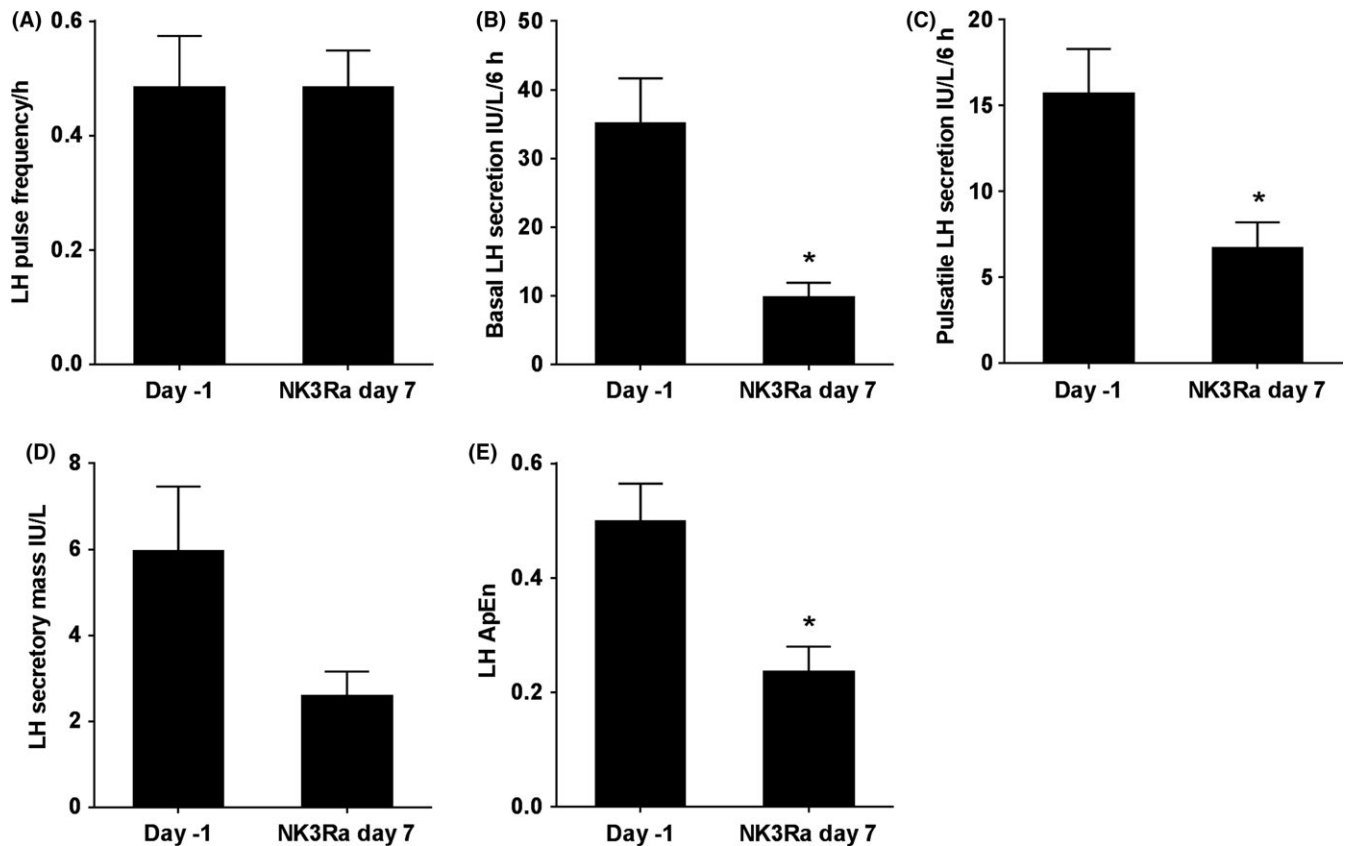 (A)
LH pulse frequency/h
0.6
0.4
0.2
0.0
Day -1
NK3Ra day 7
(B)
Basal LH secretion IU/L/6 h
50
40
30
20
10
0
*
Day -1
NK3Ra day 7
(C)
Pulsatile LH secretion IU/L/6 h
20
15
10
5
0
*
Day -1
NK3Ra day 7
(D)
LH secretory mass IU/L
8
6
4
2
0
Day -1
NK3Ra day 7
(E)
LH ApEn
0.6
0.4
0.2
0.0
*
Day -1
NK3Ra day 7